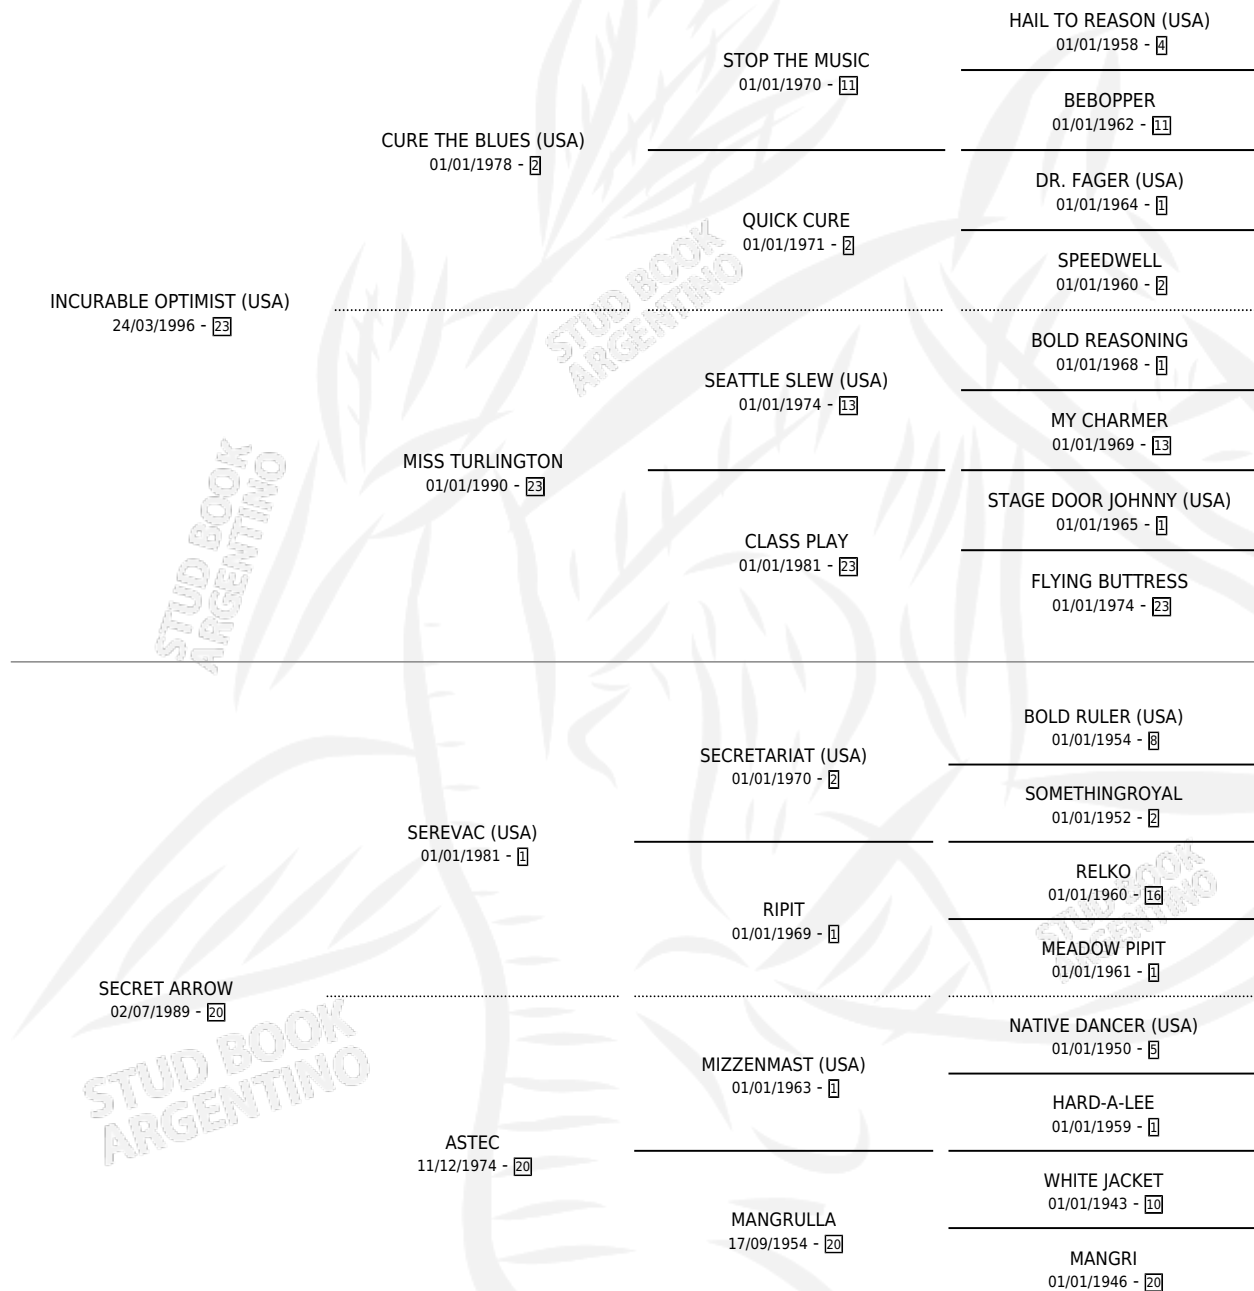 HAIL TO REASON (USA)
01/01/1958 - 4
STOP THE MUSIC
01/01/1970 - 11
BEBOPPER
01/01/1962 - 11
CURE THE BLUES (USA)
01/01/1978 - 2
DR. FAGER (USA)
01/01/1964 - 1
QUICK CURE
01/01/1971 - 2
SPEEDWELL
01/01/1960 - 2
INCURABLE OPTIMIST (USA)
24/03/1996 - 23
STUD BOOK
ARGENTINO
BOLD REASONING
01/01/1968 - 1
SEATTLE SLEW (USA)
01/01/1974 - 13
MY CHARMER
01/01/1969 - 13
MISS TURLINGTON
01/01/1990 - 23
STAGE DOOR JOHNNY (USA)
01/01/1965 - 1
CLASS PLAY
01/01/1981 - 23
FLYING BUTTRESS
01/01/1974 - 23
STUD BOOK
ARGENTINO
BOLD RULER (USA)
01/01/1954 - 8
SECRETARIAT (USA)
01/01/1970 - 2
SOMETHINGROYAL
01/01/1952 - 2
SEREVAC (USA)
01/01/1981 - 1
RELKO
01/01/1960 - 16
RIPIT
01/01/1969 - 1
STUD BOOK
ARGENTINO
MEADOW PIPIT
01/01/1961 - 1
SECRET ARROW
02/07/1989 - 20
NATIVE DANCER (USA)
01/01/1950 - 5
MIZZENMAST (USA)
01/01/1963 - 1
STUD BOOK
ARGENTINO
HARD-A-LEE
01/01/1959 - 1
ASTEC
11/12/1974 - 20
WHITE JACKET
01/01/1943 - 10
MANGRULLA
17/09/1954 - 20
MANGRI
01/01/1946 - 20